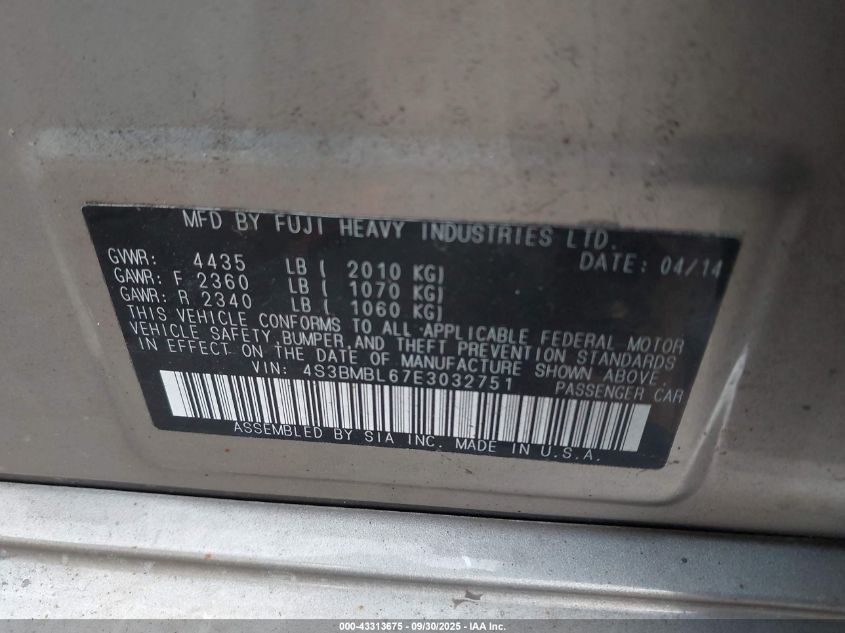 MFD BY FUJI HEAVY INDUSTRIES LTD.
GVWR: 4435 LB ( 2010 KG) DATE: 04/14
GAWR: F 2360 LB ( 1070 KG)
GAWR: R 2340 LB ( 1060 KG)
THIS VEHICLE CONFORMS TO ALL APPLICABLE FEDERAL MOTOR
VEHICLE SAFETY, BUMPER, AND THEFT PREVENTION STANDARDS
IN EFFECT ON THE DATE OF MANUFACTURE SHOWN ABOVE.
VIN: 4S3BMBL67E3032751 PASSENGER CAR
ASSEMBLED BY SIA INC. MADE IN U.S.A.
000-43313675 - 09/30/2025 - IAA Inc.